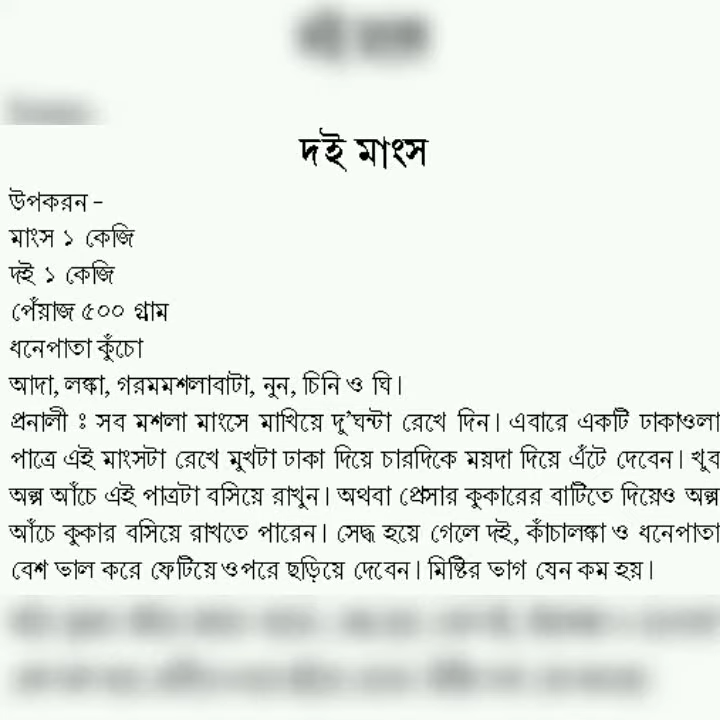 দই মাংস
উপকরন -
মাংস ১ কেজি
দই ১ কেজি
পেঁয়াজ ৫০০ গ্রাম
ধনেপাতা কুঁচো
আদা, লঙ্কা, গরমমশলাবাটা, নুন, চিনি ও ঘি।
প্রনালী ঃ সব মশলা মাংসে মাখিয়ে দু'ঘন্টা রেখে দিন। এবারে একটি ঢাকাওলা
পাত্রে এই মাংসটা রেখে মুখটা ঢাকা দিয়ে চারদিকে ময়দা দিয়ে এঁটে দেবেন। খুব
অল্প আঁচে এই পাত্রটা বসিয়ে রাখুন। অথবা প্রেসার কুকারের বাটিতে দিয়েও অল্প
আঁচে কুকার বসিয়ে রাখতে পারেন। সেদ্ধ হয়ে গেলে দই, কাঁচালঙ্কা ও ধনেপাতা
বেশ ভাল করে ফেটিয়ে ওপরে ছড়িয়ে দেবেন। মিষ্টির ভাগ যেন কম হয়।